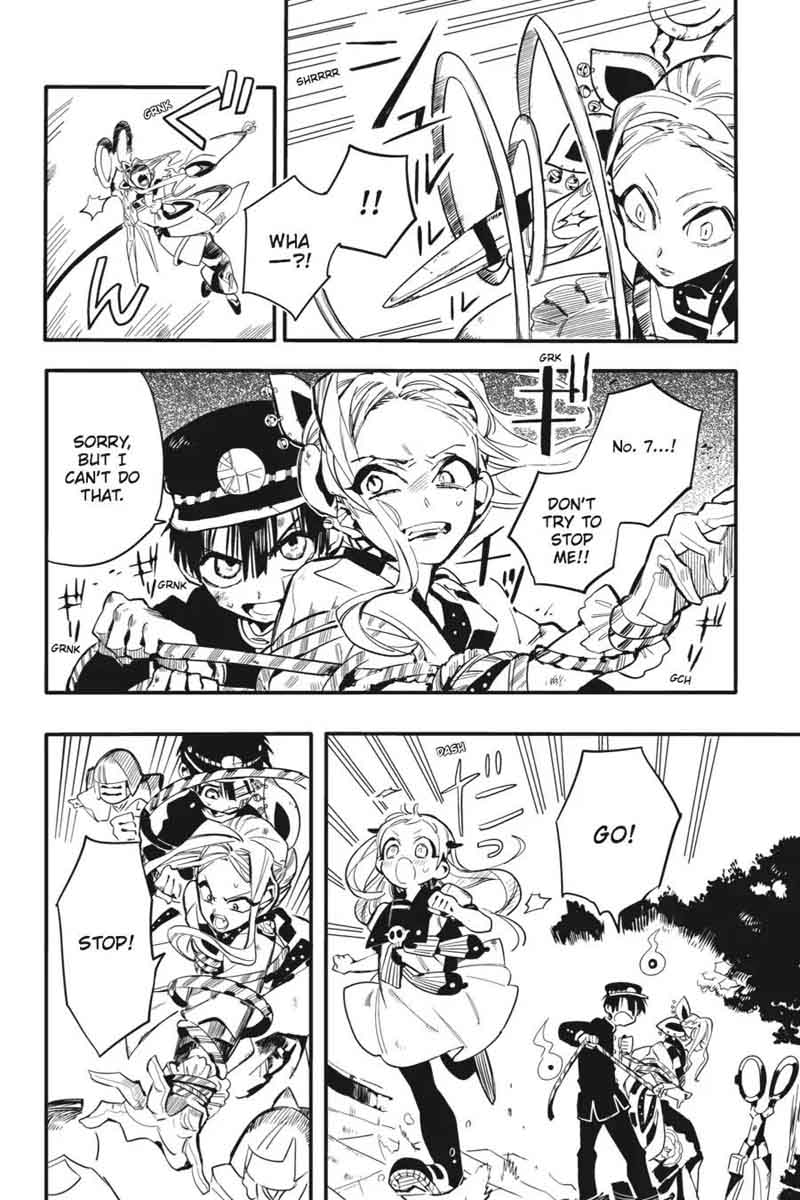 SHRRRR
!!
WHA
—?!
GRNK
GRK
No. 7...!
DON'T
TRY TO
STOP
ME!!
SORRY,
BUT I
CAN'T DO
THAT.
GRNK
GRNK
GCH
DASH
GO!
STOP!